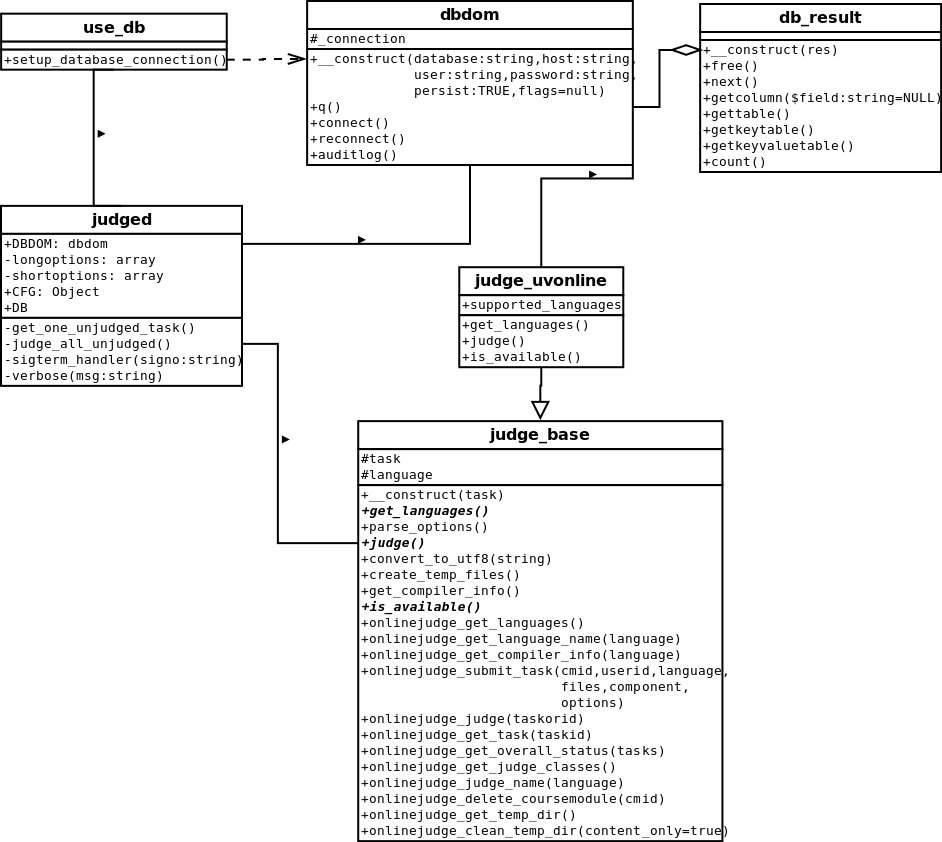 use_db
+setup_database_connection()
dbdom
#_connection
+__construct(database:string,host:string,
user:string,password:string,
persist:TRUE,flags=null)
+q()
+connect()
+reconnect()
+auditlog()
db_result
+__construct(res)
+free()
+next()
+getcolumn($field:string=NULL)
+gettable()
+getkeytable()
+getkeyvaluetable()
+count()
judged
+DBDOM: dbdom
-longoptions: array
-shortoptions: array
+CFG: Object
+DB
-get_one_unjudged_task()
-judge_all_unjudged()
-sigterm_handler(signo:string)
-verbose(msg:string)
judge_uvonline
+supported_languages
+get_languages()
+judge()
+is_available()
judge_base
#task
#language
+__construct(task)
+get_languages()
+parse_options()
+judge()
+convert_to_utf8(string)
+create_temp_files()
+get_compiler_info()
+is_available()
+onlinejudge_get_languages()
+onlinejudge_get_language_name(language)
+onlinejudge_get_compiler_info(language)
+onlinejudge_submit_task(cmid,userid,language,
files,component,
options)
+onlinejudge_judge(taskorid)
+onlinejudge_get_task(taskid)
+onlinejudge_get_overall_status(tasks)
+onlinejudge_get_judge_classes()
+onlinejudge_judge_name(language)
+onlinejudge_delete_coursemodule(cmid)
+onlinejudge_get_temp_dir()
+onlinejudge_clean_temp_dir(content_only=true)